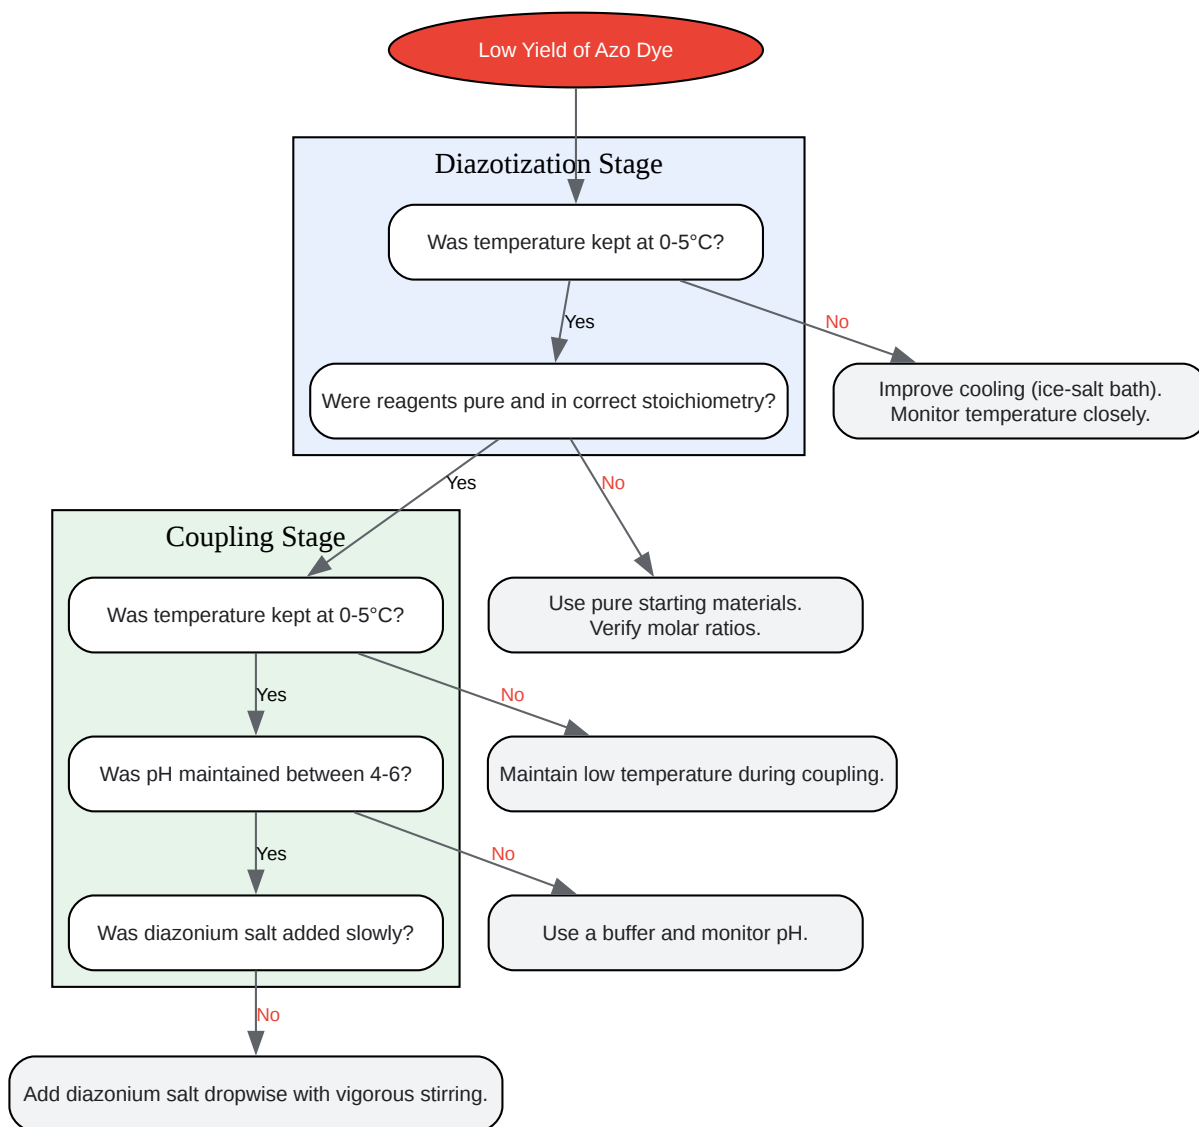 Low Yield of Azo Dye
Diazotization Stage
Was temperature kept at 0-5°C?
Yes
No
Were reagents pure and in correct stoichiometry?
Improve cooling (ice-salt bath).
Monitor temperature closely.
Yes
No
Coupling Stage
Was temperature kept at 0-5°C?
Use pure starting materials.
Verify molar ratios.
Yes
No
Was pH maintained between 4-6?
Maintain low temperature during coupling.
Yes
No
Was diazonium salt added slowly?
Use a buffer and monitor pH.
No
Add diazonium salt dropwise with vigorous stirring.